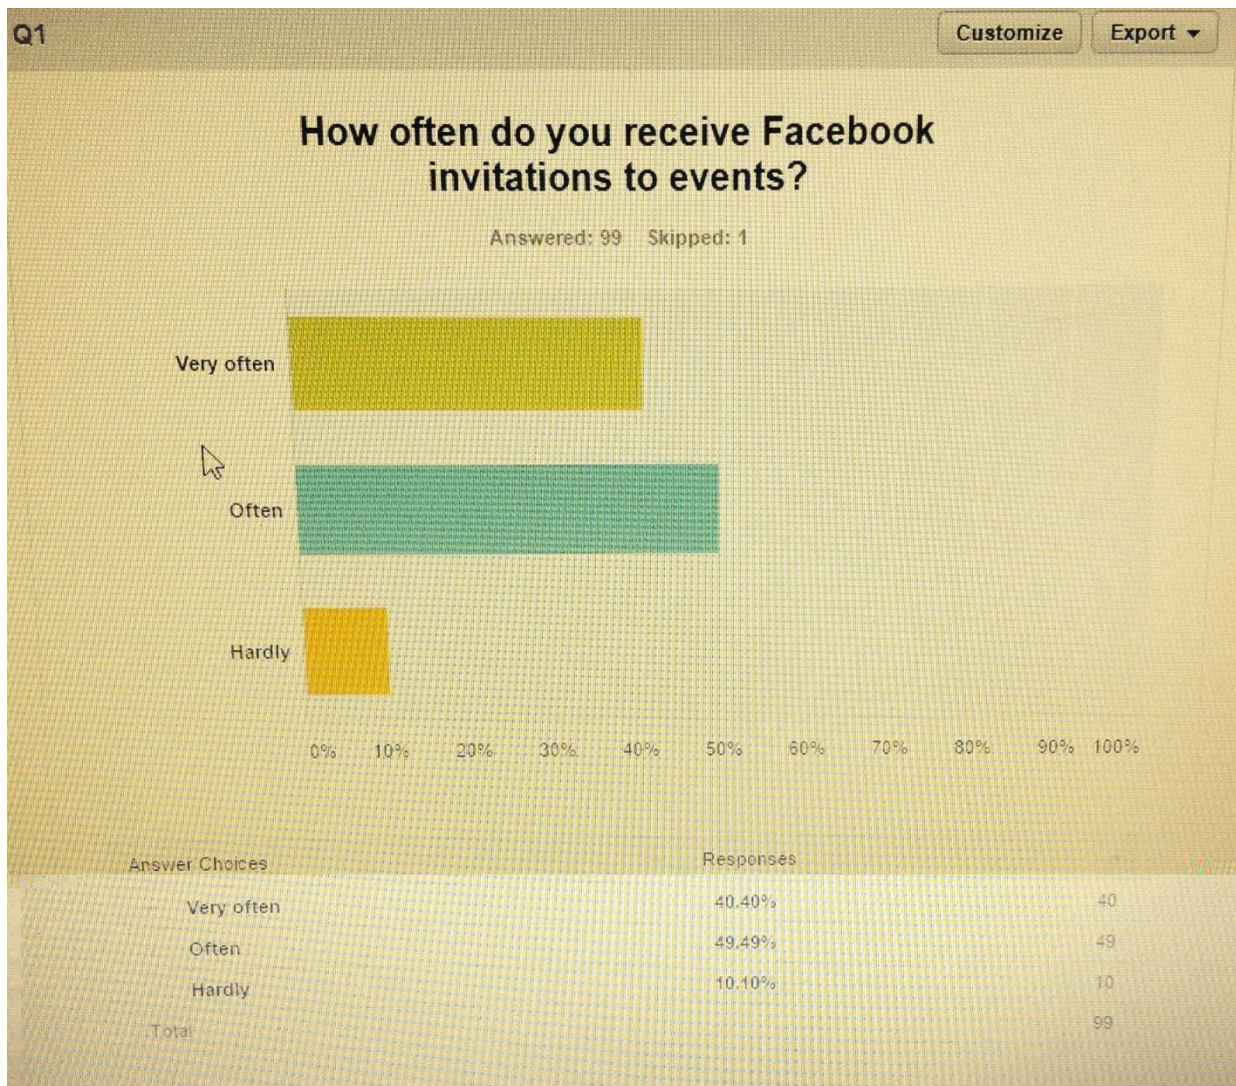 Q1
Customize
Export
How often do you receive Facebook
invitations to events?
Answered: 99 Skipped: 1
Very often
Often
Hardly
0% 10% 20% 30% 40% 50% 60% 70% 80% 90% 100%
Answer Choices Responses
Very often 40.40% 40
Often 49.49% 49
Hardly 10.10% 10
Total 99